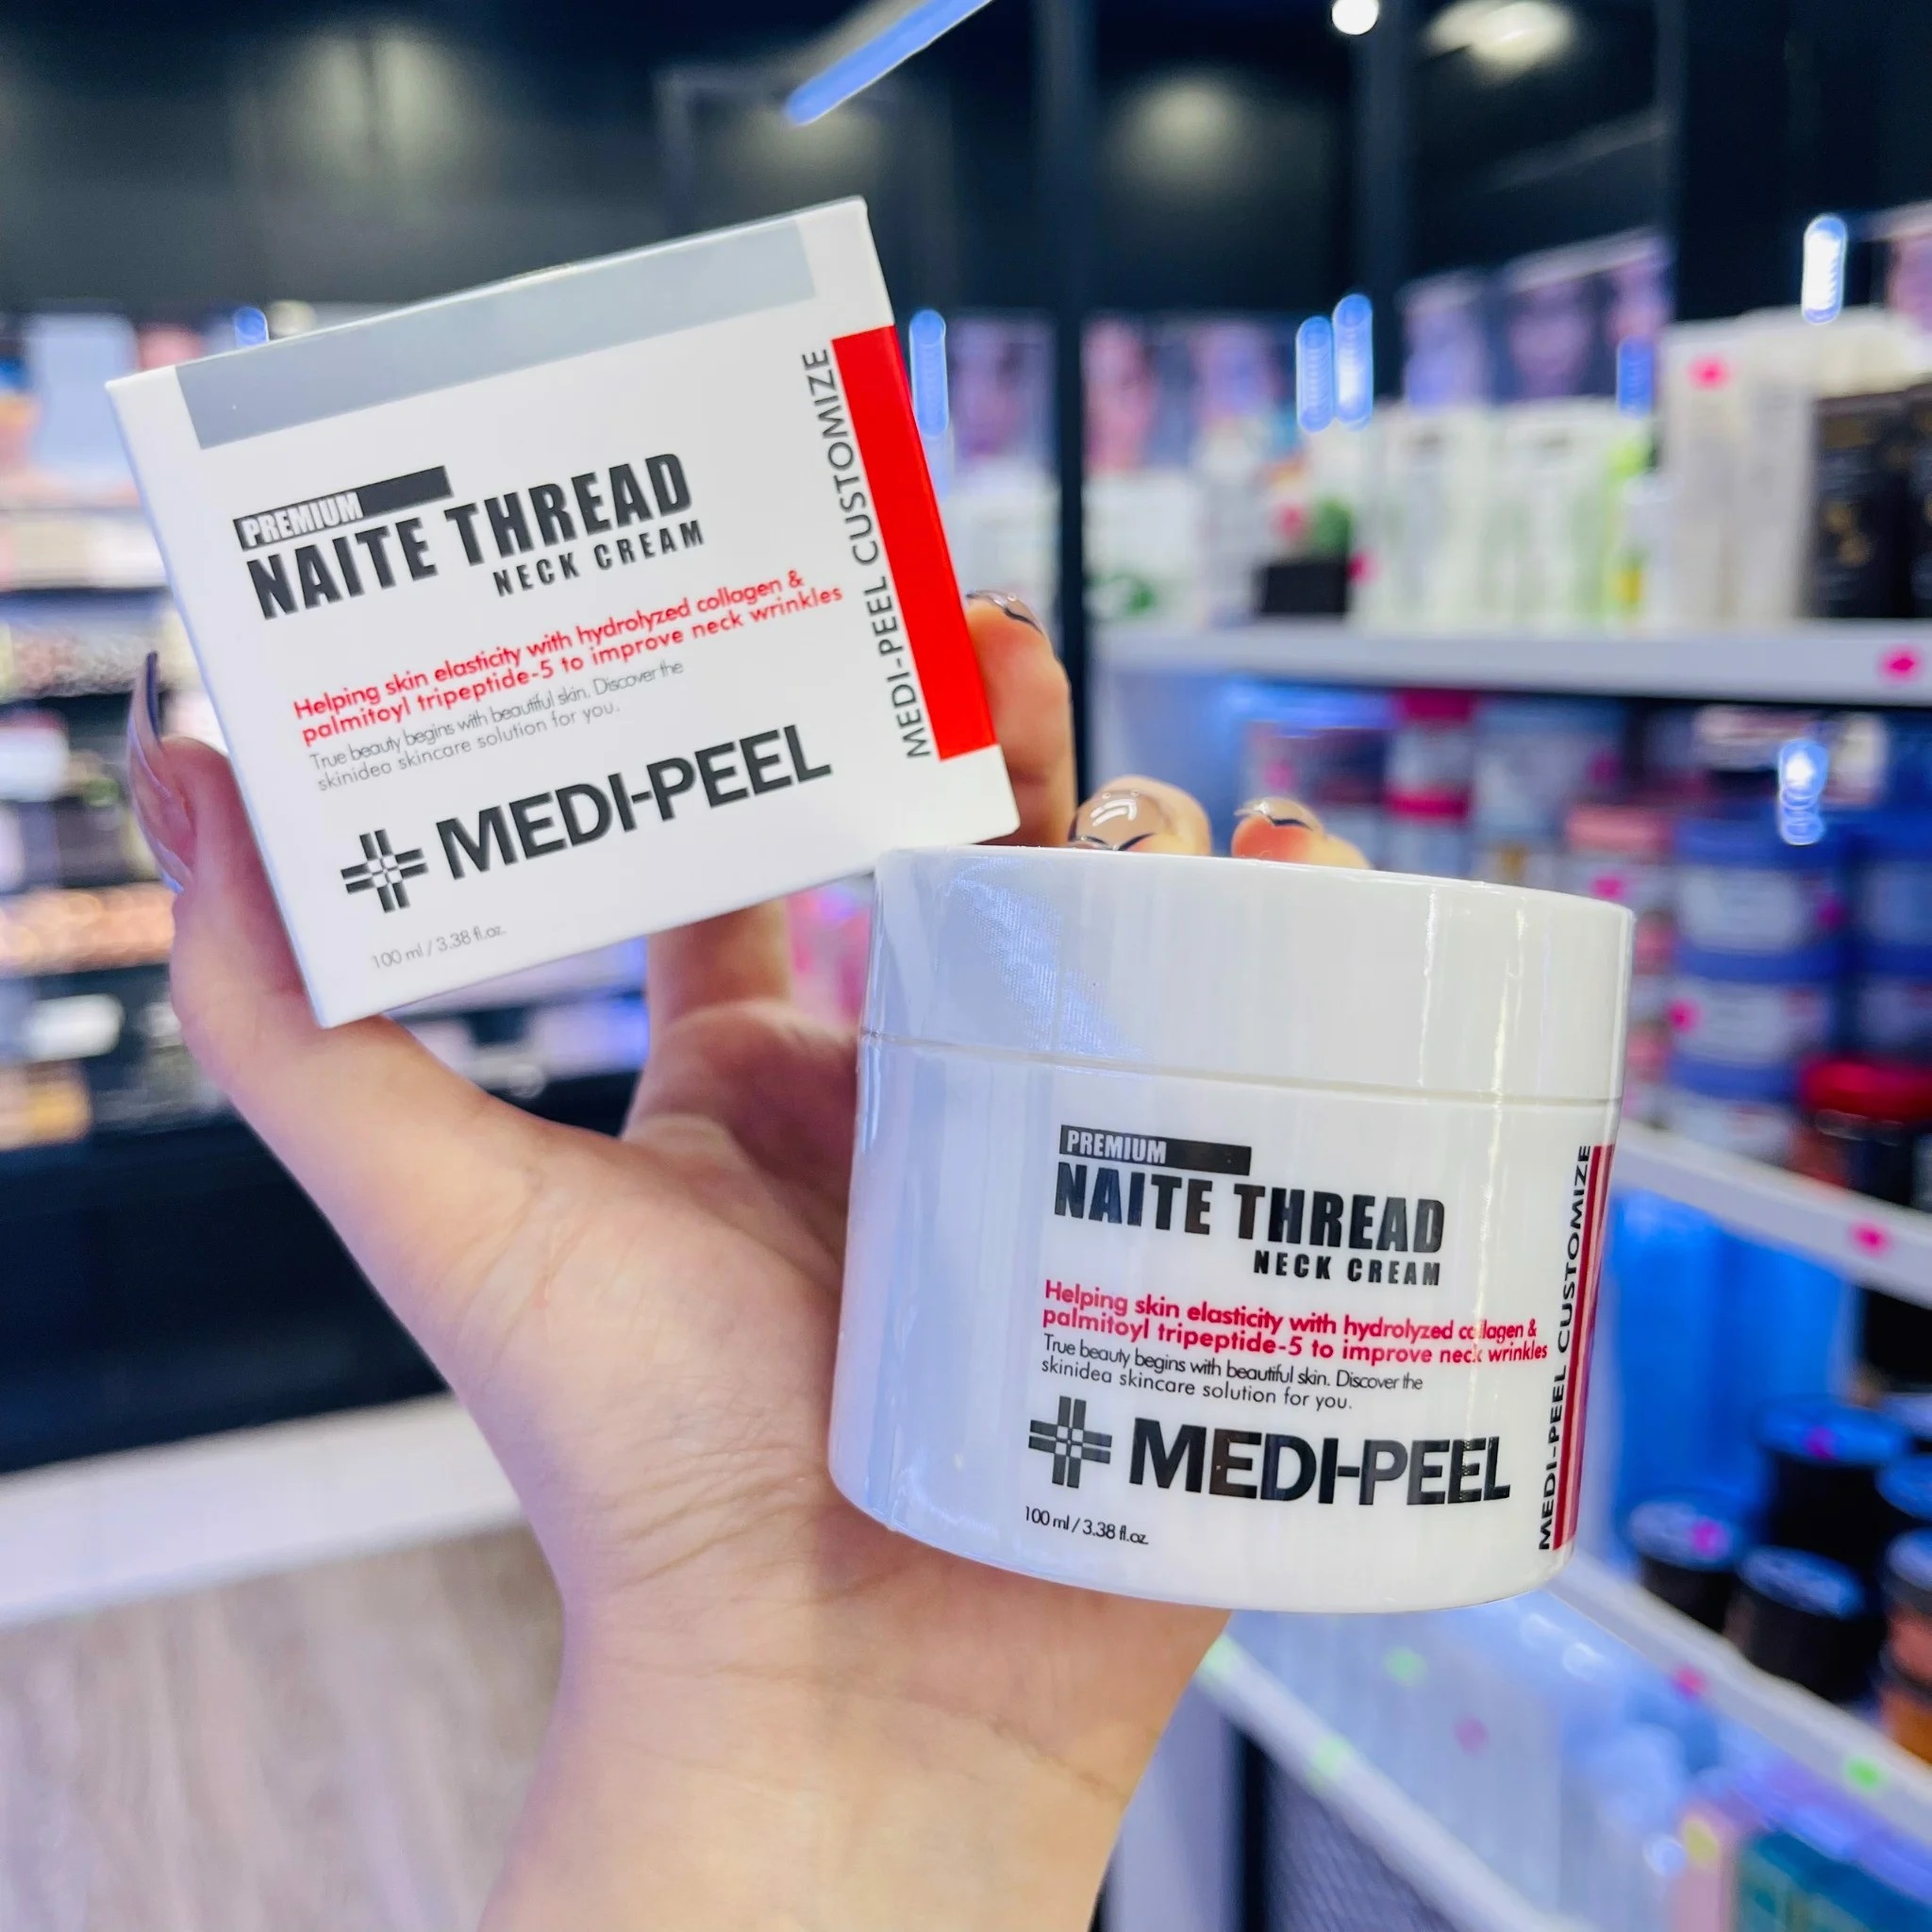 PREMIUM
NAITE THREAD
NECK CREAM
Helping skin elasticity with hydrolyzed collagen &
palmitoyl tripeptide-5 to improve neck wrinkles
True beauty begins with beautiful skin. Discover the
skinidea skincare solution for you.
MEDI-PEEL
100 ml / 3.38 fl.oz.
MEDI-PEEL CUSTOMIZE
PREMIUM
NAITE THREAD
NECK CREAM
Helping skin elasticity with hydrolyzed collagen &
palmitoyl tripeptide-5 to improve neck wrinkles
True beauty begins with beautiful skin. Discover the
skinidea skincare solution for you.
MEDI-PEEL
100 ml / 3.38 fl.oz.
MEDI-PEEL CUSTOMIZE